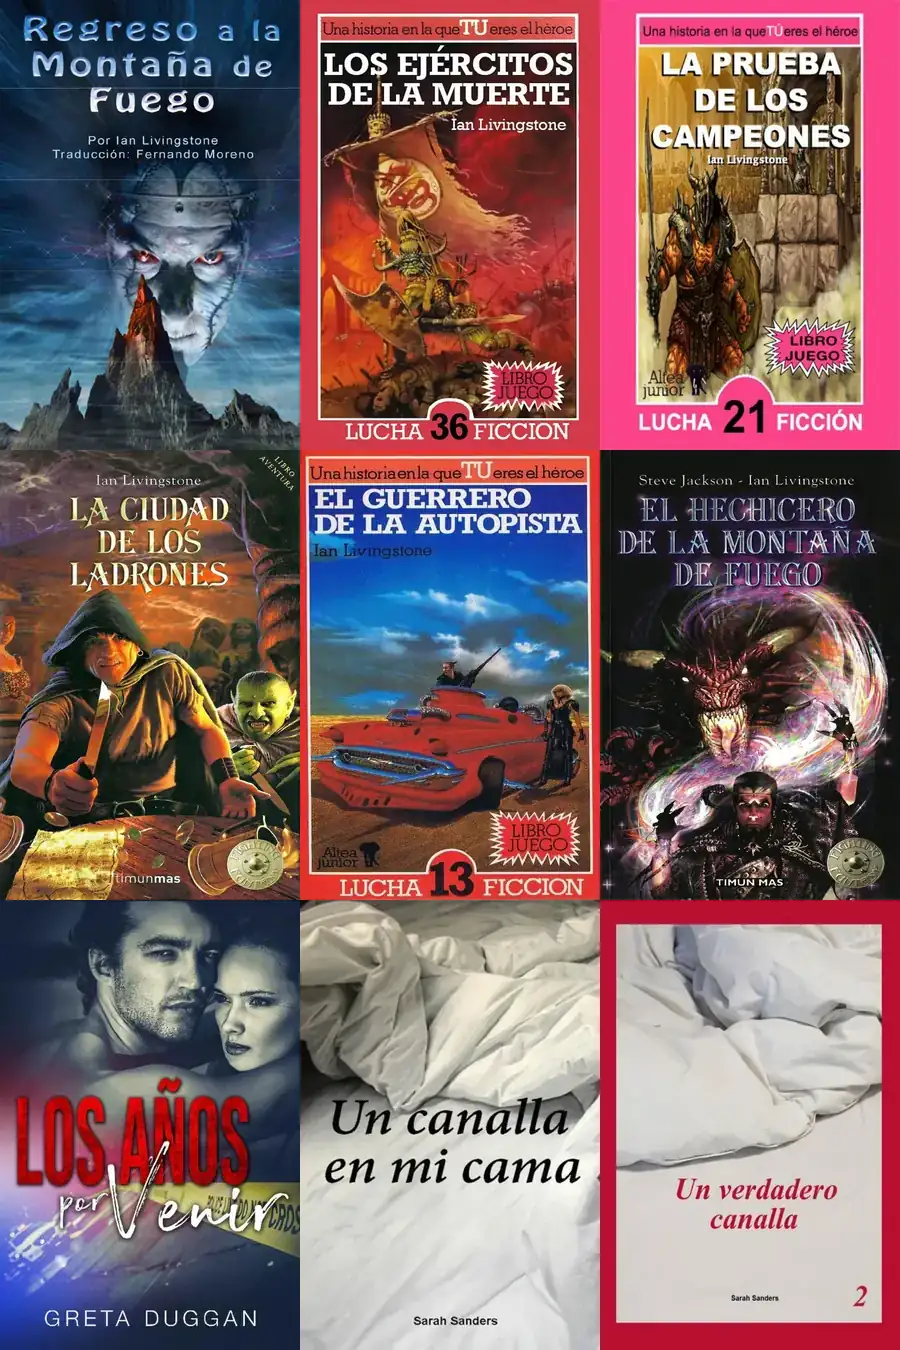 Regreso a la
Montaña de
Fuego
Por Ian Livingstone
Traducción: Fernando Moreno
Una historia en la que TU eres el héroe
LOS EJÉRCITOS
DE LA MUERTE
Ian Livingstone
LIBRO
JUEGO
LUCHA 36 FICCION
Una historia en la que TÚ eres el héroe
LA PRUEBA
DE LOS
CAMPEONES
Ian Livingstone
LIBRO
JUEGO
Altea
junior
LUCHA 21 FICCIÓN
LIBRO
AVENTURA
Ian Livingstone
LA CIUDAD
DE LOS
LADRONES
timunmas
FIGHTING
FANTASY
Una historia en la que TU eres el héroe
EL GUERRERO
DE LA AUTOPISTA
Ian Livingstone
LIBRO
JUEGO
Altea
junior
LUCHA 13 FICCION
Steve Jackson - Ian Livingstone
EL HECHICERO
DE LA MONTAÑA
DE FUEGO
TIMUN MAS
FIGHTING
FANTASY
LOS AÑOS
por Venir
GRETA DUGGAN
Un canalla
en mi cama
Sarah Sanders
Un verdadero
canalla
Sarah Sanders
2